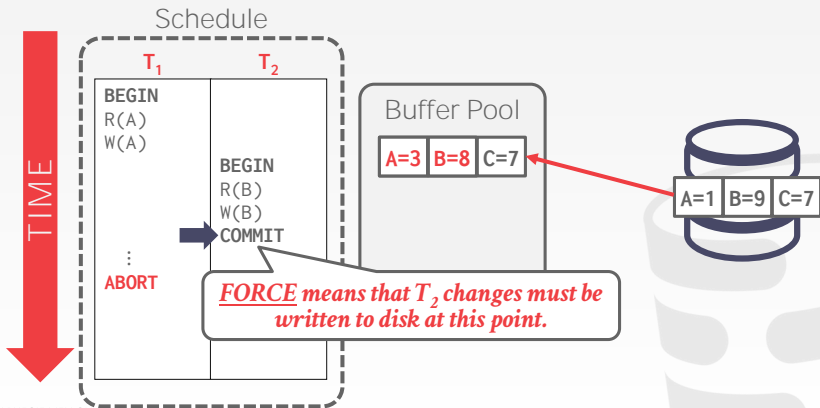 Schedule
TIME
T1 T2
BEGIN
R(A)
W(A)
BEGIN
R(B)
W(B)
COMMIT
⋮
ABORT
Buffer Pool
A=3 B=8 C=7
A=1 B=9 C=7
FORCE means that T2 changes must be
written to disk at this point.